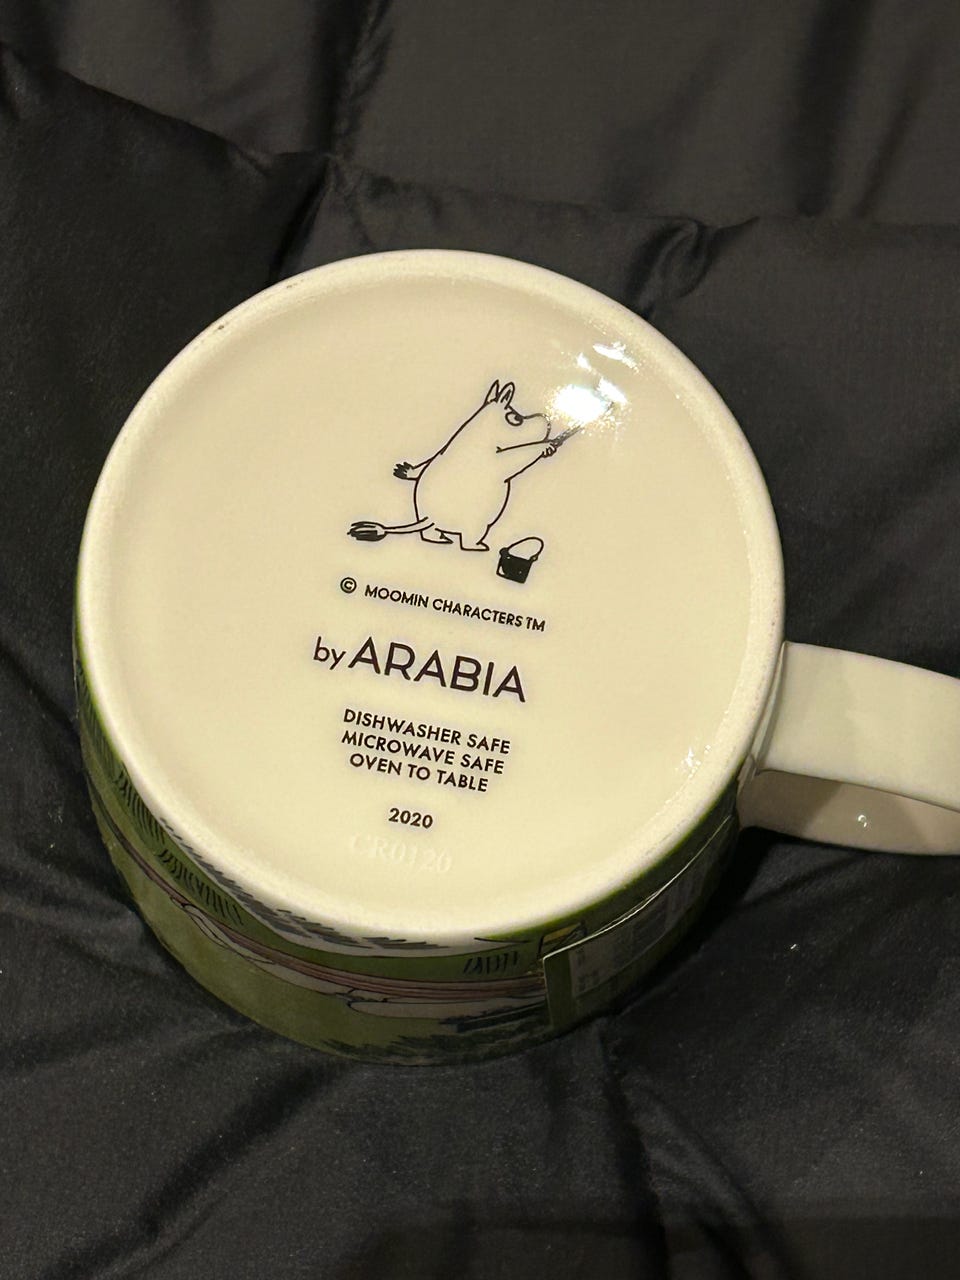 © MOOMIN CHARACTERS TM
by ARABIA
DISHWASHER SAFE
MICROWAVE SAFE
OVEN TO TABLE
2020
CR0120